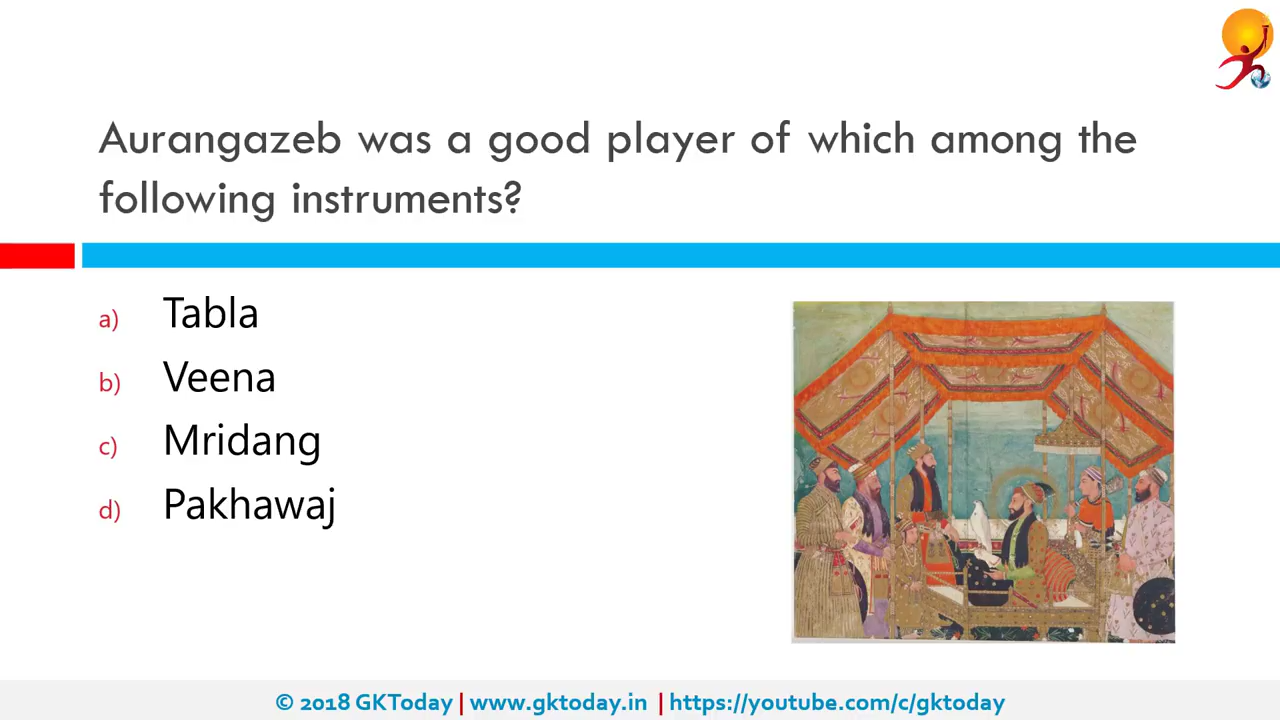 Aurangazeb was a good player of which among the
following instruments?
a) Tabla
b) Veena
c) Mridang
d) Pakhawaj
© 2018 GKToday | www.gktoday.in | https://youtube.com/c/gktoday